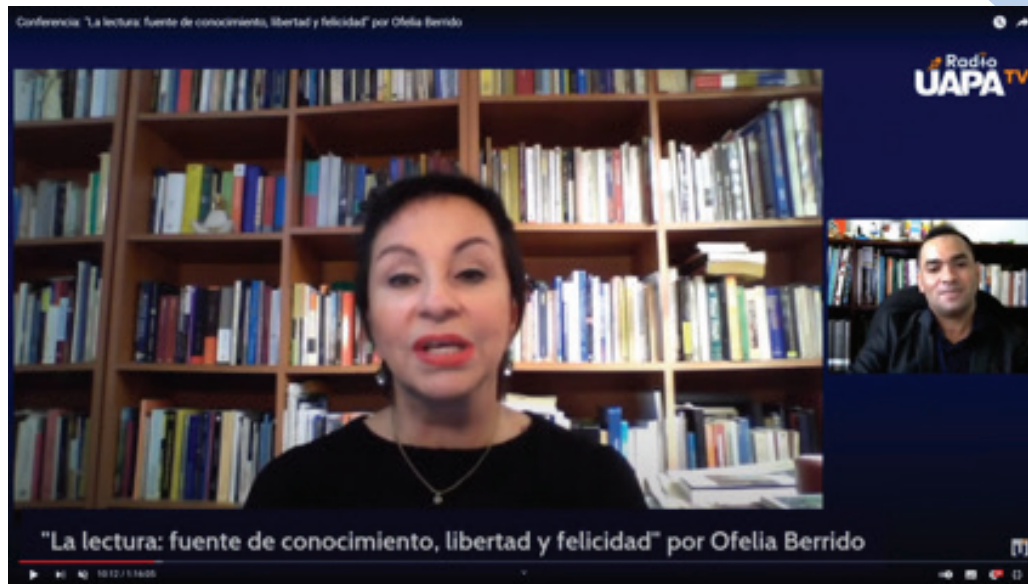 Conferencia: "La lectura: fuente de conocimiento, libertad y felicidad" por Ofelia Berrido
Radio
UAPA TV
"La lectura: fuente de conocimiento, libertad y felicidad" por Ofelia Berrido
10:12 / 1:16:05